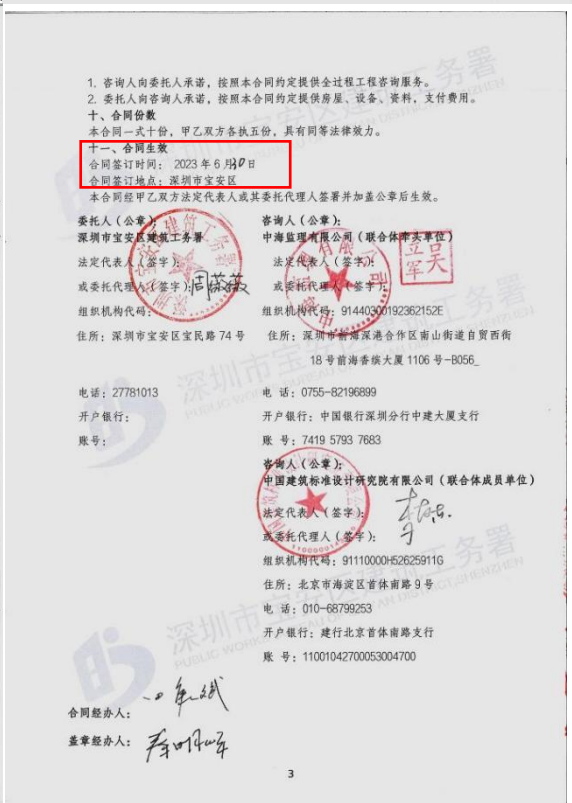 1. 咨询人向委托人承诺，按照本合同约定提供全过程工程咨询服务。
2. 委托人向咨询人承诺，按照本合同约定提供房屋、设备、资料，支付费用。
十、合同份数
本合同一式十份，甲乙双方各执五份，具有同等法律效力。
十一、合同生效
合同签订时间： 2023 年 6 月 30 日
合同签订地点：深圳市宝安区
本合同经甲乙双方法定代表人或其委托代理人签署并加盖公章后生效。
委托人（公章）：
深圳市宝安区建筑工务署
法定代表人（签字）：
或委托代理人（签字）：
组织机构代码：
住所：深圳市宝安区宝民路 74 号
电话：27781013
开户银行：
账号：
咨询人（公章）：
中海监理有限公司（联合体牵头单位）
吴立军
法定代表人（签字）：
或委托代理人（签字）：
组织机构代码：91440300192362152E
住所：深圳市前海深港合作区南山街道自贸西街
18 号前海香缤大厦 1106 号-B056_
电 话：0755-82196899
开户银行：中国银行深圳分行中建大厦支行
账 号：7419 5793 7683
咨询人（公章）：
中国建筑标准设计研究院有限公司（联合体成员单位）
法定代表人（签字）：
或委托代理人（签字）：
组织机构代码：91110000H52625911G
住所：北京市海淀区首体南路 9 号
电 话：010-68799253
开户银行：建行北京首体南路支行
账 号：11001042700053004700
合同经办人：
盖章经办人：
3
深圳市宝安区建筑工务署